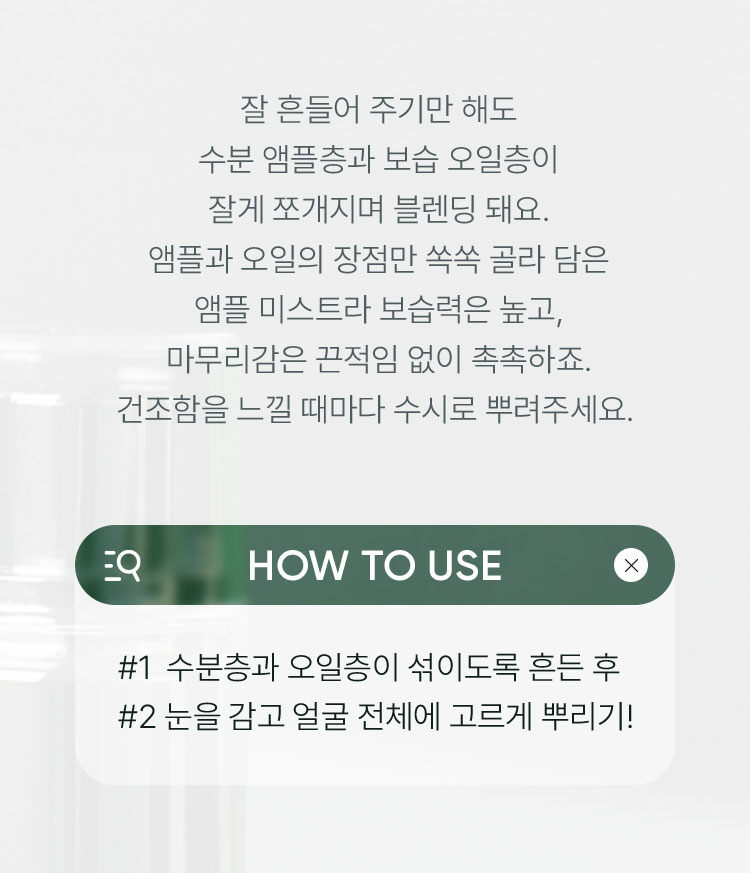 잘 흔들어 주기만 해도
수분 앰플층과 보습 오일층이
잘게 쪼개지며 블렌딩 돼요.
앰플과 오일의 장점만 쏙쏙 골라 담은
앰플 미스트라 보습력은 높고,
마무리감은 끈적임 없이 촉촉하죠.
건조함을 느낄 때마다 수시로 뿌려주세요.
HOW TO USE
#1 수분층과 오일층이 섞이도록 흔든 후
#2 눈을 감고 얼굴 전체에 고르게 뿌리기!